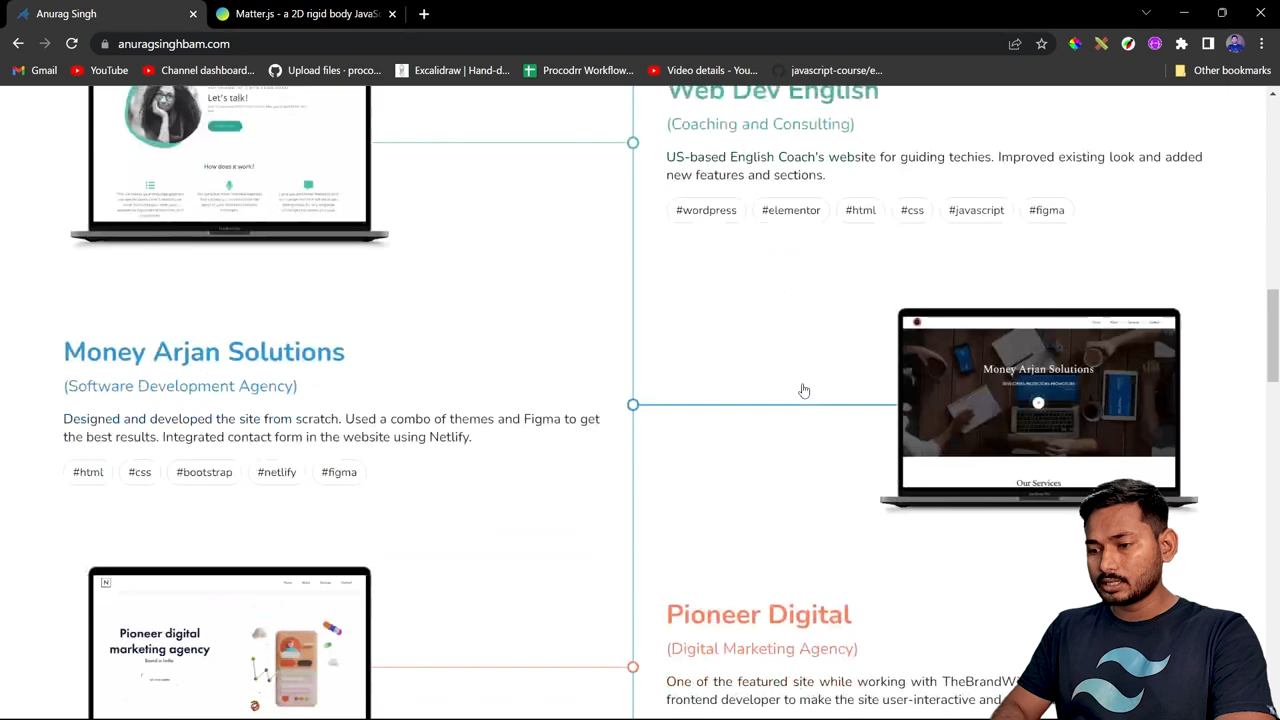 Anurag Singh
Matter.js - a 2D rigid body JavaSc
anuragsinghbam.com
Gmail
YouTube
Channel dashboard...
Upload files · proco...
Excalidraw | Hand-d...
Procodrr Workflow...
Video details - You...
javascript-course/e...
Other bookmarks
Let's talk!
How does it work?
Web Dev English
(Coaching and Consulting)
US-based English Coach's website for guiding techies. Improved existing look and added
new features and sections.
#wordpress
#elementor
#html
#css
#javascript
#figma
Money Arjan Solutions
(Software Development Agency)
Designed and developed the site from scratch. Used a combo of themes and Figma to get
the best results. Integrated contact form in the website using Netlify.
#html
#css
#bootstrap
#netlify
#figma
Money Arjan Solutions
Our Services
N
Pioneer digital
marketing agency
Based in India
Pioneer Digital
(Digital Marketing Agency)
One of the featured site while working with TheBrandWi
frontend developer to make the site user-interactive and